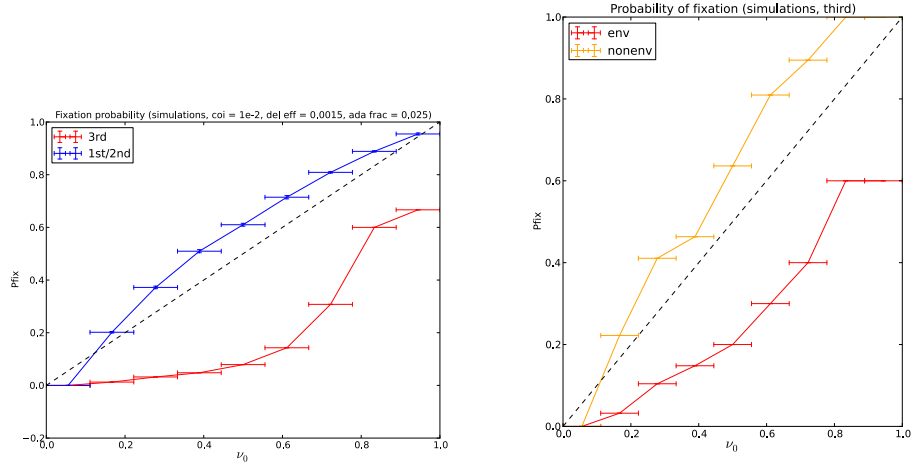 Fixation probability (simulations, coi = 1e-2, del eff = 0,0015, ada frac = 0,025)
1.0
3rd
1st/2nd
0.8
0.6
Pfix
0.4
0.2
0.0
−0.2
0.0
0.2
0.4
0.6
0.8
1.0
ν0
Probability of fixation (simulations, third)
1.0
env
nonenv
0.8
0.6
Pfix
0.4
0.2
0.0
0.0
0.2
0.4
0.6
0.8
1.0
ν0